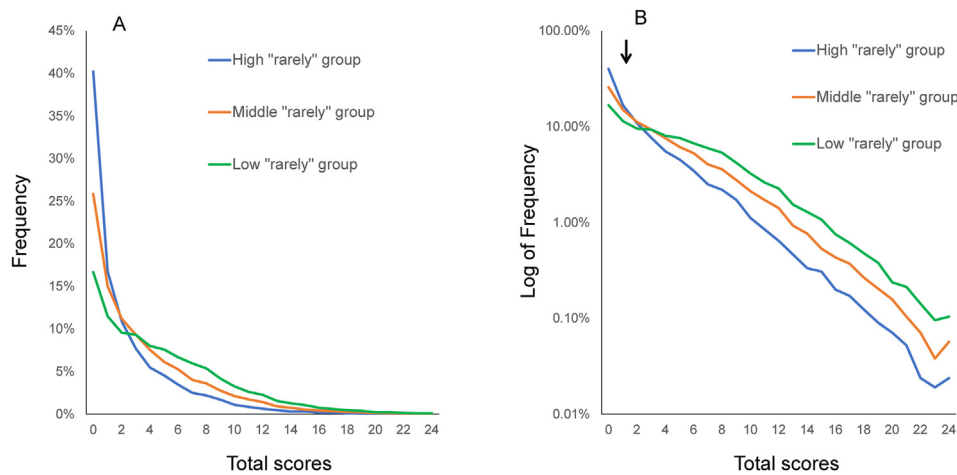 A
45%
40%
35%
30%
25%
20%
15%
10%
5%
0%
Frequency
High "rarely" group
Middle "rarely" group
Low "rarely" group
0 2 4 6 8 10 12 14 16 18 20 22 24
Total scores
B
100.00%
10.00%
1.00%
0.10%
0.01%
Log of Frequency
High "rarely" group
Middle "rarely" group
Low "rarely" group
0 2 4 6 8 10 12 14 16 18 20 22 24
Total scores